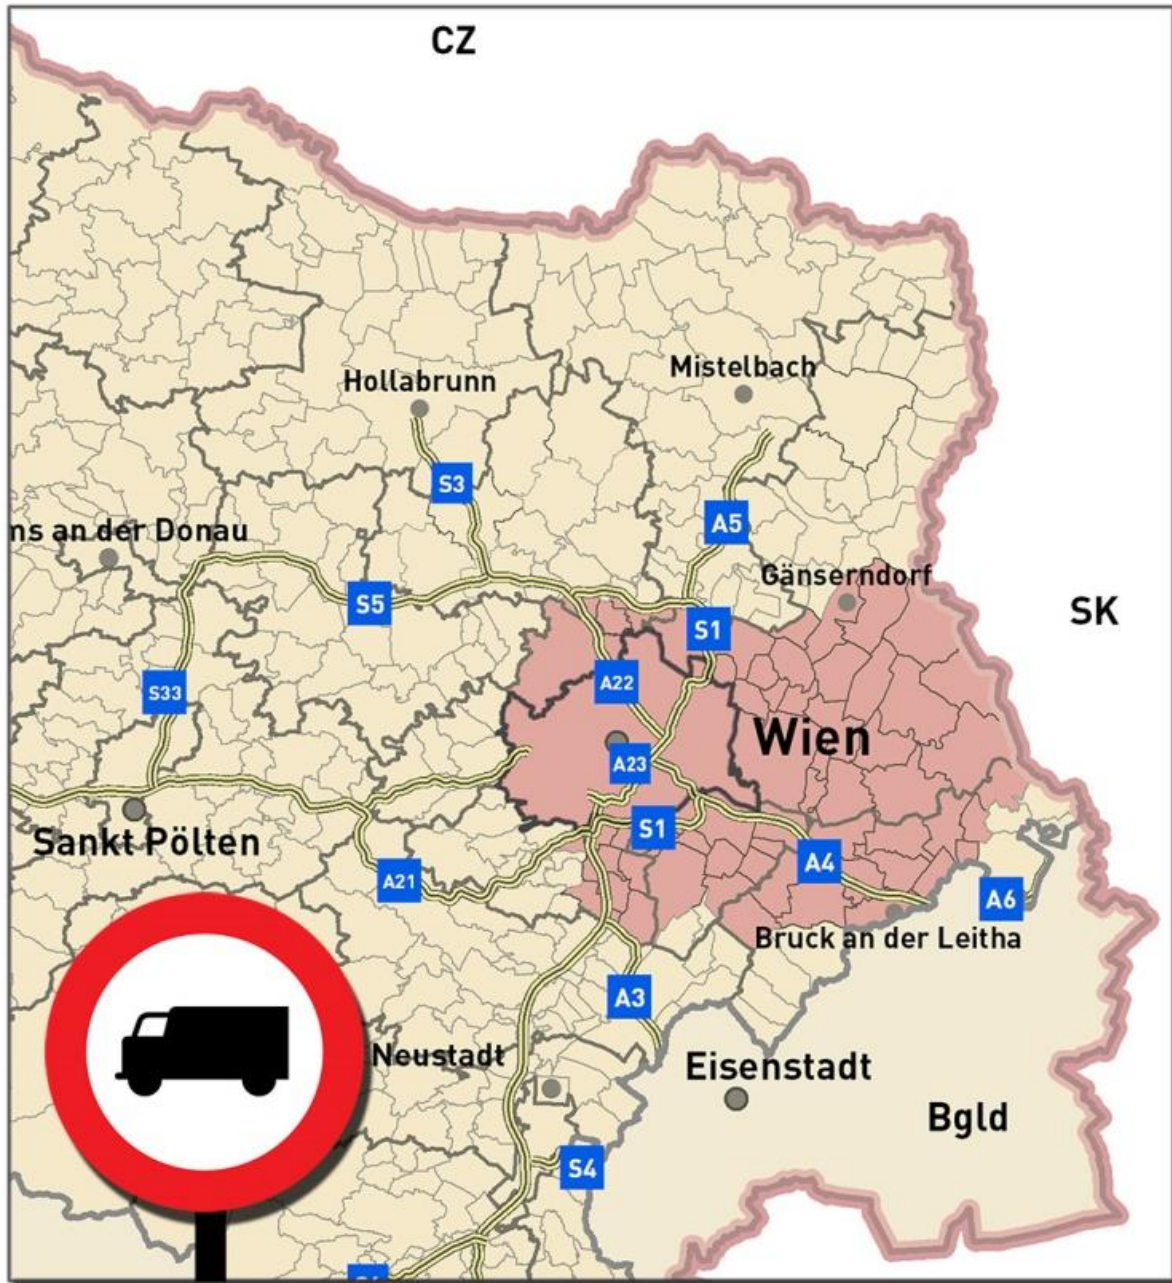 CZ
Mistelbach
Hollabrunn
S3
A5
ms an der Donau
Gänserndorf
S5
SK
S1
S33
A22
Wien
A23
Sankt Pölten
S1
A4
A21
A6
Bruck an der Leitha
A3
Neustadt
Eisenstadt
Bgld
S4